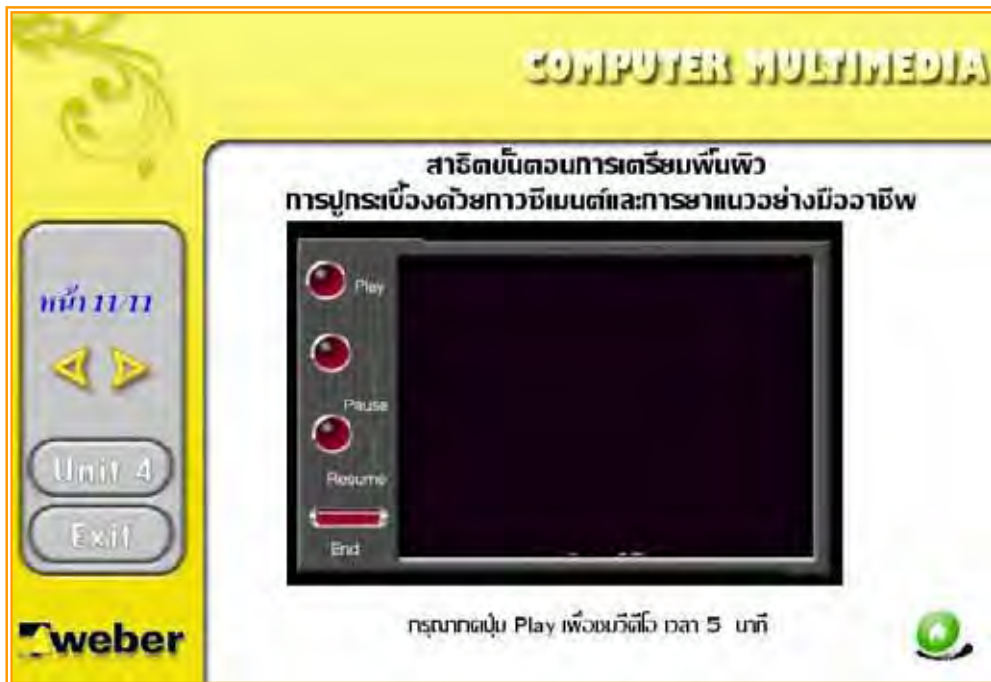 COMPUTER MULTIMEDIA
สาธิตขั้นตอนการเตรียมพื้นผิว
การปูกระเบื้องด้วยกาวซีเมนต์และการยาแนวอย่างมืออาชีพ
หน้า 11/11
Unit 4
Exit
Play
Pause
Resume
End
weber
กรุณากดปุ่ม Play เพื่อชมวีดีโอ เวลา 5 นาที